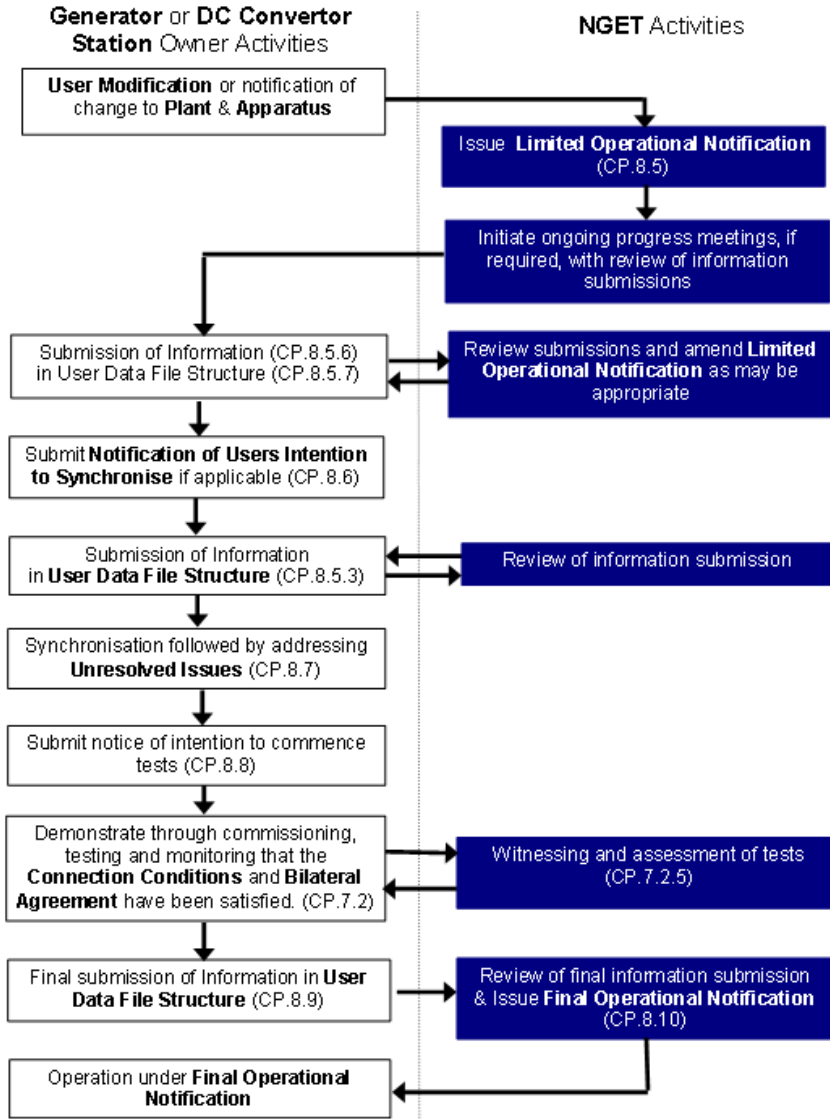 Generator or DC Convertor
Station Owner Activities
NGET Activities
User Modification or notification of
change to Plant & Apparatus
Issue Limited Operational Notification
(CP.8.5)
Initiate ongoing progress meetings, if
required, with review of information
submissions
Submission of Information (CP.8.5.6)
in User Data File Structure (CP.8.5.7)
Review submissions and amend Limited
Operational Notification as may be
appropriate
Submit Notification of Users Intention
to Synchronise if applicable (CP.8.6)
Submission of Information
in User Data File Structure (CP.8.5.3)
Review of information submission
Synchronisation followed by addressing
Unresolved Issues (CP.8.7)
Submit notice of intention to commence
tests (CP.8.8)
Demonstrate through commissioning,
testing and monitoring that the
Connection Conditions and Bilateral
Agreement have been satisfied. (CP.7.2)
Witnessing and assessment of tests
(CP.7.2.5)
Final submission of Information in User
Data File Structure (CP.8.9)
Review of final information submission
& Issue Final Operational Notification
(CP.8.10)
Operation under Final Operational
Notification